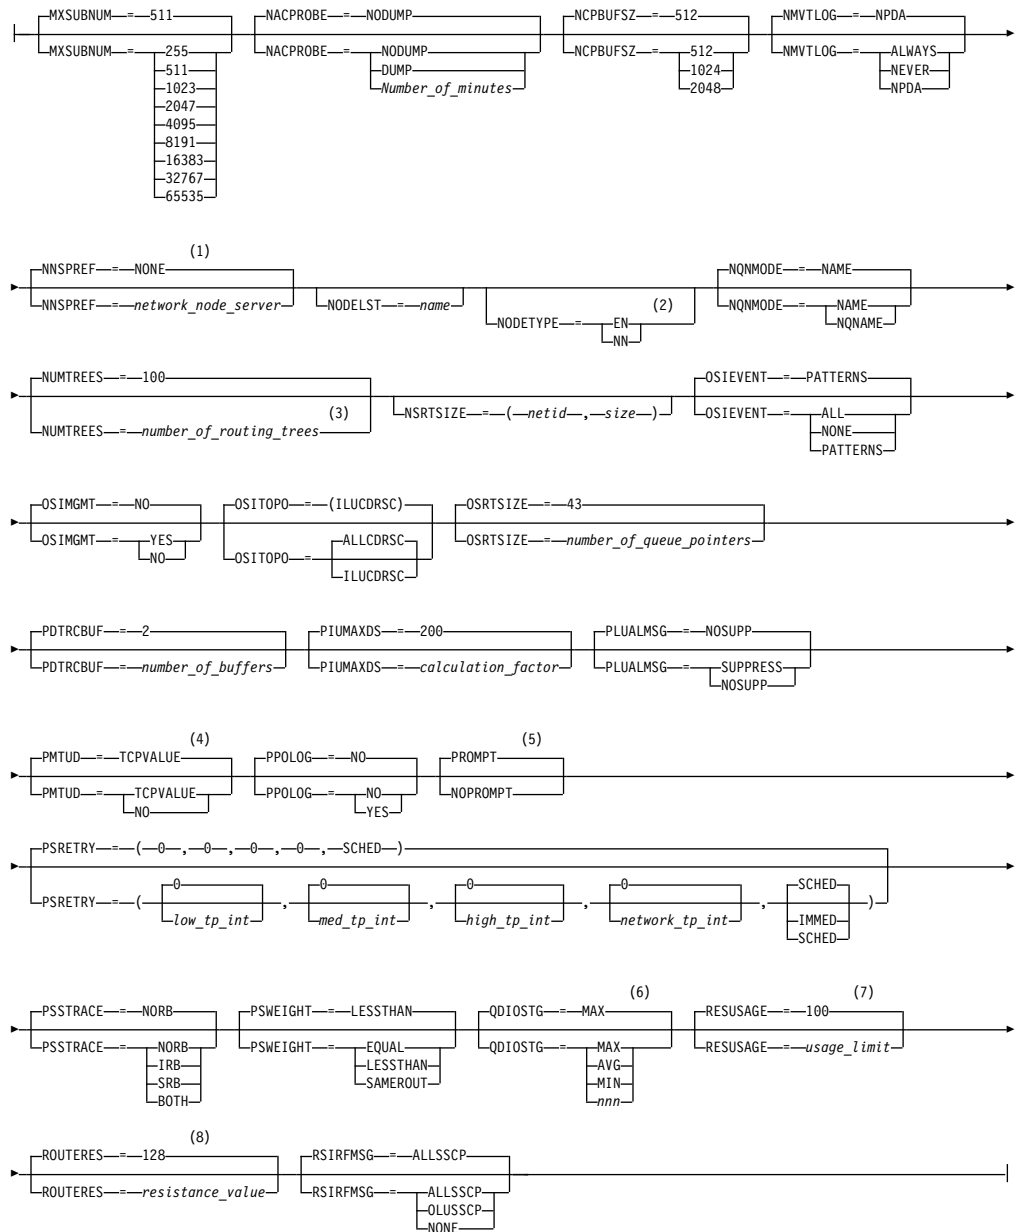 MXSUBNUM = 511 NACPROBE = NODUMP NCPBUFSZ = 512 NMVTLOG = NPDA
MXSUBNUM = 255 NACPROBE = NODUMP NCPBUFSZ = 512 NMVTLOG = ALWAYS
511 DUMP 1024 NEVER
1023 Number_of_minutes 2048 NPDA
2047
4095
8191
16383
32767
65535
(1)
NNSPREF = NONE NQNMODE = NAME
NNSPREF = network_node_server NODELST = name (2) NQNMODE = NAME
NODETYPE = EN NQNAME
NN
NUMTREES = 100 OSIEVENT = PATTERNS
(3) NSRTSIZE = ( netid , size ) OSIEVENT = ALL
NUMTREES = number_of_routing_trees NONE
PATTERNS
OSIMGMT = NO OSITOPO = (ILUCDRSC) OSRTSIZE = 43
OSIMGMT = YES ALLCDRSC OSRTSIZE = number_of_queue_pointers
NO OSITOPO =
ILUCDRSC
PDTRCBUF = 2 PIUMAXDS = 200 PLUALMSG = NOSUPP
PDTRCBUF = number_of_buffers PIUMAXDS = calculation_factor PLUALMSG = SUPPRESS
NOSUPP
(4) (5)
PMTUD = TCPVALUE PPOLOG = NO PROMPT
PMTUD = TCPVALUE PPOLOG = NO NOPROMPT
NO YES
PSRETRY = ( 0 , 0 , 0 , 0 , SCHED )
0 0 0 0 SCHED
PSRETRY = ( , , , , )
low_tp_int med_tp_int high_tp_int network_tp_int IMMED
SCHED
(6) (7)
PSSTRACE = NORB PSWEIGHT = LESSTHAN QDIOSTG = MAX RESUSAGE = 100
PSSTRACE = NORB PSWEIGHT = EQUAL QDIOSTG = MAX RESUSAGE = usage_limit
IRB LESSTHAN AVG
SRB SAMEROUT MIN
BOTH nnn
(8)
ROUTERES = 128 RSIRFMSG = ALLSSCP
ROUTERES = resistance_value RSIRFMSG = ALLSSCP
OLUSSCP
NONE